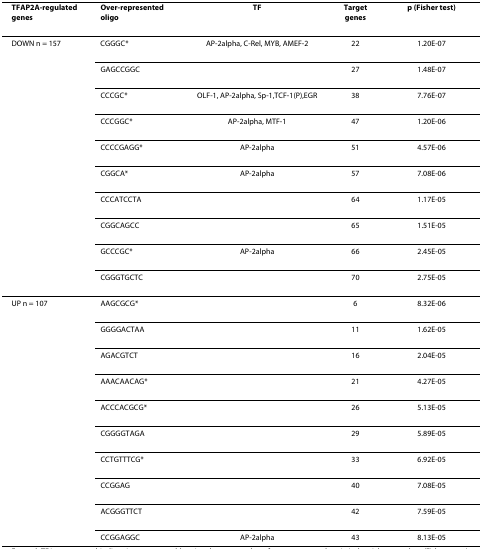 TFAP2A-regulated genes Over-represented oligo TF Target genes p (Fisher test)
DOWN n = 157 CGGGC* AP-2alpha, C-Rel, MYB, AMEF-2 22 1.20E-07
GAGCCGGC 27 1.48E-07
CCCGC* OLF-1, AP-2alpha, Sp-1,TCF-1(P),EGR 38 7.76E-07
CCCGGC* AP-2alpha, MTF-1 47 1.20E-06
CCCCGAGG* AP-2alpha 51 4.57E-06
CGGCA* AP-2alpha 57 7.08E-06
CCCATCCTA 64 1.17E-05
CGGCAGCC 65 1.51E-05
GCCCGC* AP-2alpha 66 2.45E-05
CGGGTGCTC 70 2.75E-05
UP n = 107 AAGCGCG* 6 8.32E-06
GGGGACTAA 11 1.62E-05
AGACGTCT 16 2.04E-05
AAACAACAG* 21 4.27E-05
ACCCACGCG* 26 5.13E-05
CGGGGTAGA 29 5.89E-05
CCTGTTTCG* 33 6.92E-05
CCGGAG 40 7.08E-05
ACGGGTTCT 42 7.59E-05
CCGGAGGC AP-2alpha 43 8.13E-05